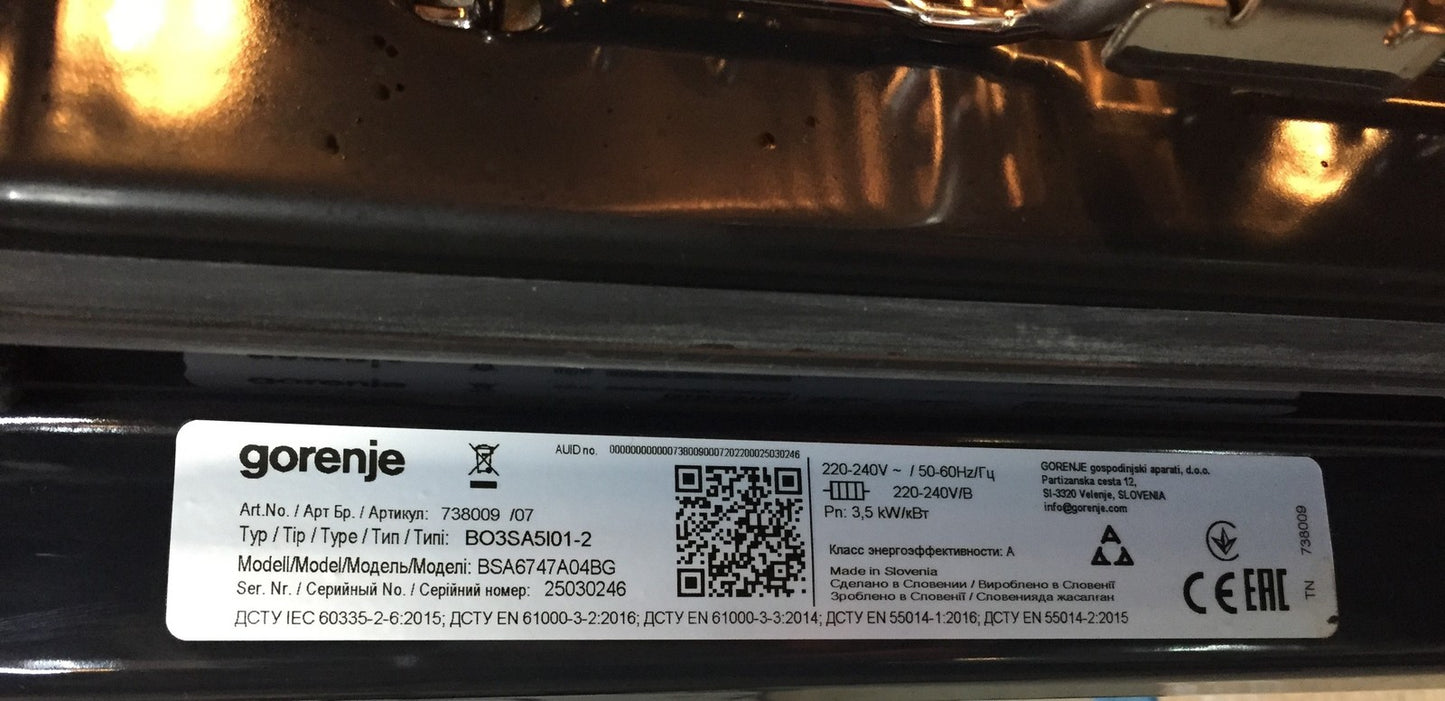 gorenje
AUID no. 0000000000007380090007202200025030246
Art.No. / Арт Бр. / Артикул: 738009 /07
Typ / Tip / Type / Тип / Типі: BO3SA5I01-2
Modell/Model/Модель/Моделі: BSA6747A04BG
Ser. Nr. / Серийный No. / Серійний номер: 25030246
ДСТУ IEC 60335-2-6:2015; ДСТУ EN 61000-3-2:2016; ДСТУ EN 61000-3-3:2014; ДСТУ EN 55014-1:2016; ДСТУ EN 55014-2:2015
220-240V ~ / 50-60Hz/Гц
220-240V/В
Pn: 3,5 kW/кВт
Класс энергоэффективности: A
Made in Slovenia
Сделано в Словении / Вироблено в Словенії
Зроблено в Словенії / Словенияда жасалған
GORENJE gospodinjski aparati, d.o.o.
Partizanska cesta 12,
SI-3320 Velenje, SLOVENIA
info@gorenje.com
CE EAC
TN 738009